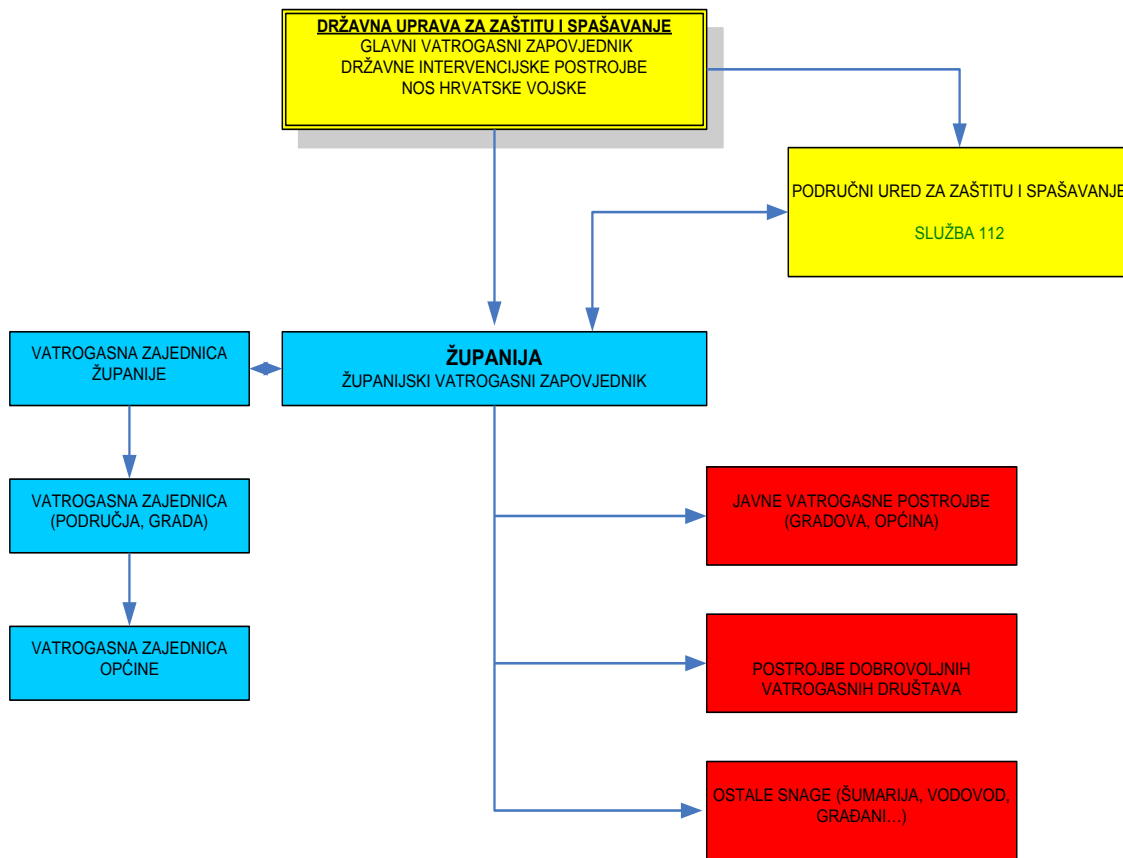 DRŽAVNA UPRAVA ZA ZAŠTITU I SPAŠAVANJE
GLAVNI VATROGASNI ZAPOVJEDNIK
DRŽAVNE INTERVENCIJSKE POSTROJBE
NOS HRVATSKE VOJSKE
PODRUČNI URED ZA ZAŠTITU I SPAŠAVANJE
SLUŽBA 112
VATROGASNA ZAJEDNICA
ŽUPANIJE
ŽUPANIJA
ŽUPANIJSKI VATROGASNI ZAPOVJEDNIK
VATROGASNA ZAJEDNICA
(PODRUČJA, GRADA)
JAVNE VATROGASNE POSTROJBE
(GRADOVA, OPĆINA)
VATROGASNA ZAJEDNICA
OPĆINE
POSTROJBE DOBROVOLJNIH
VATROGASNIH DRUŠTAVA
OSTALE SNAGE (ŠUMARIJA, VODOVOD,
GRAĐANI...)